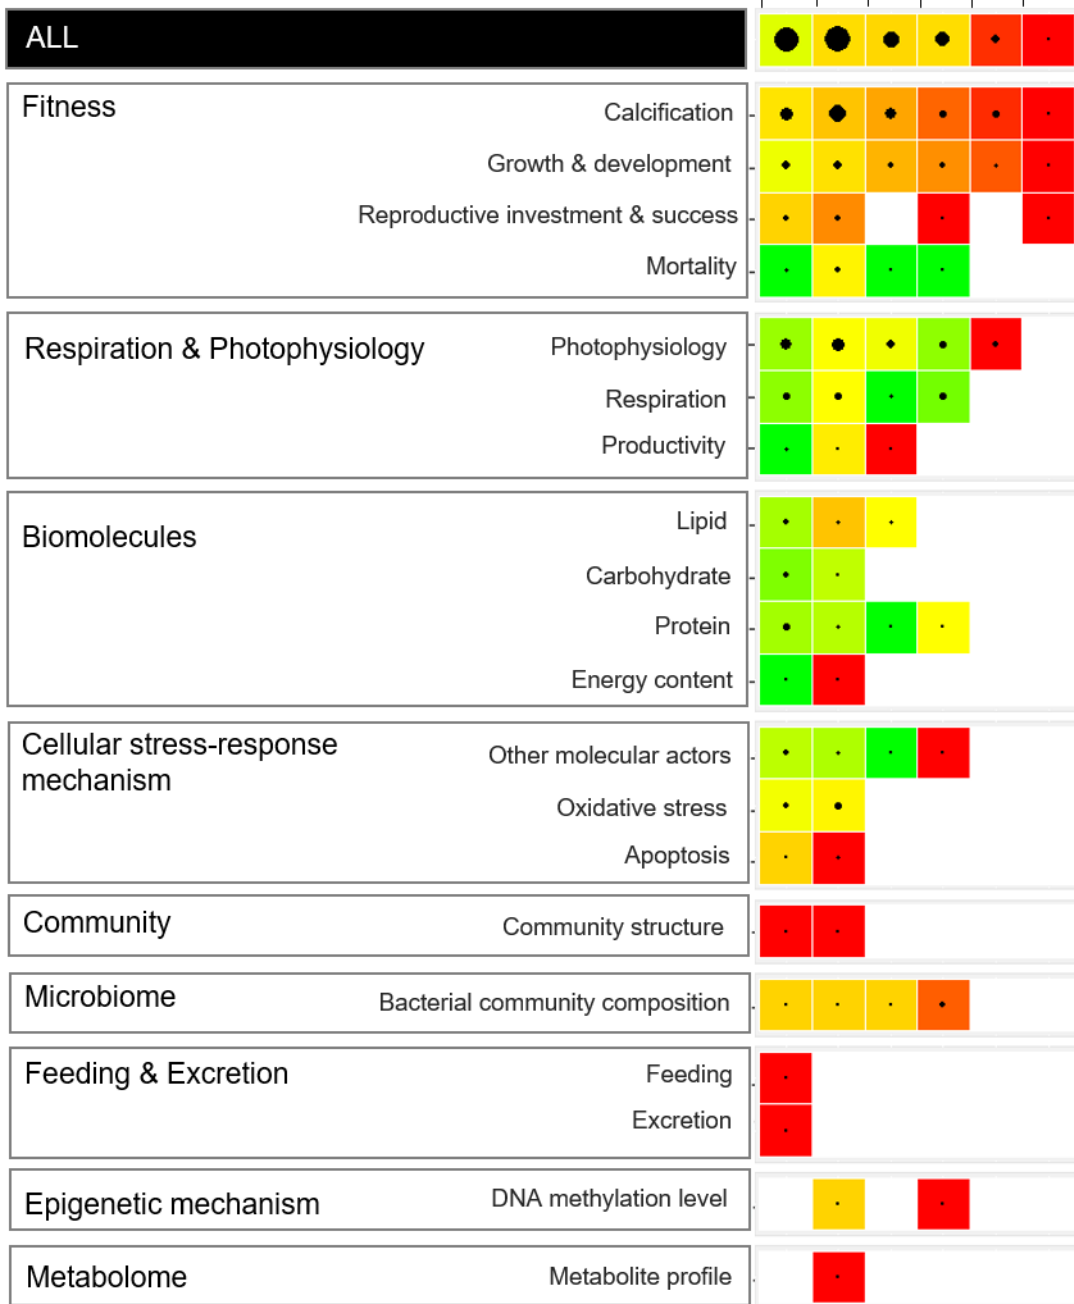 ALL
Fitness
Calcification
Growth & development
Reproductive investment & success
Mortality
Respiration & Photophysiology
Photophysiology
Respiration
Productivity
Biomolecules
Lipid
Carbohydrate
Protein
Energy content
Cellular stress-response
mechanism
Other molecular actors
Oxidative stress
Apoptosis
Community
Community structure
Microbiome
Bacterial community composition
Feeding & Excretion
Feeding
Excretion
Epigenetic mechanism
DNA methylation level
Metabolome
Metabolite profile